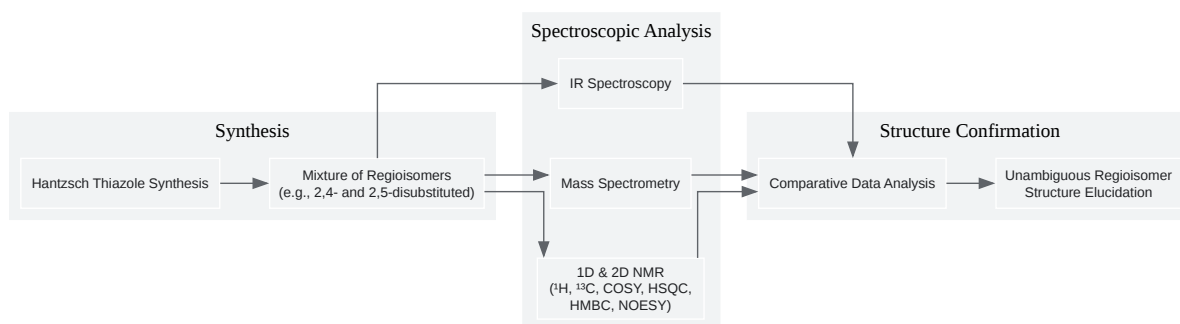 Spectroscopic Analysis
IR Spectroscopy
Synthesis
Structure Confirmation
Hantzsch Thiazole Synthesis
Mixture of Regioisomers
(e.g., 2,4- and 2,5-disubstituted)
Mass Spectrometry
Comparative Data Analysis
Unambiguous Regioisomer
Structure Elucidation
1D & 2D NMR
(¹H, ¹³C, COSY, HSQC,
HMBC, NOESY)